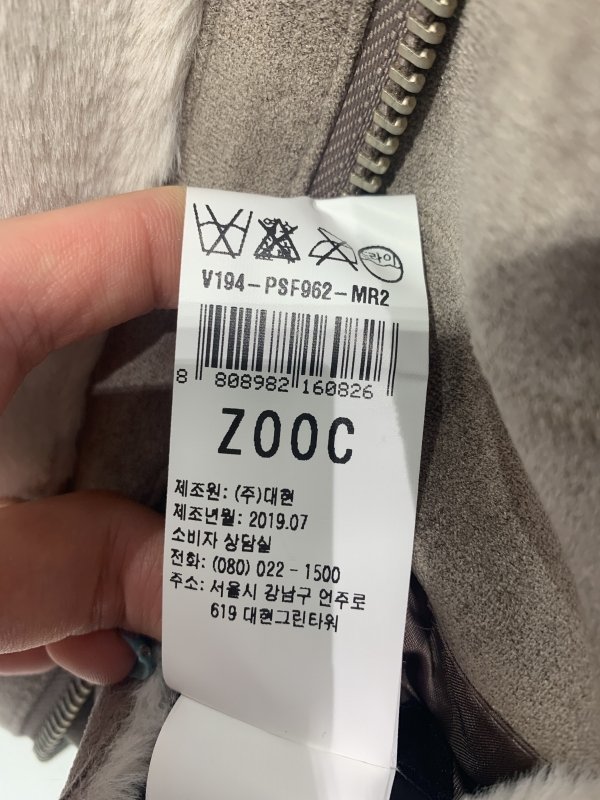 V194-PSF962-MR2
8 808982 160826
ZOOC
제조원: (주)대현
제조년월: 2019.07
소비자 상담실
전화: (080) 022-1500
주소: 서울시 강남구 언주로
619 대현그린타워